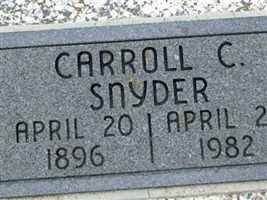 CARROLL C.
SNYDER
APRIL 20 APRIL 2
1896 1982